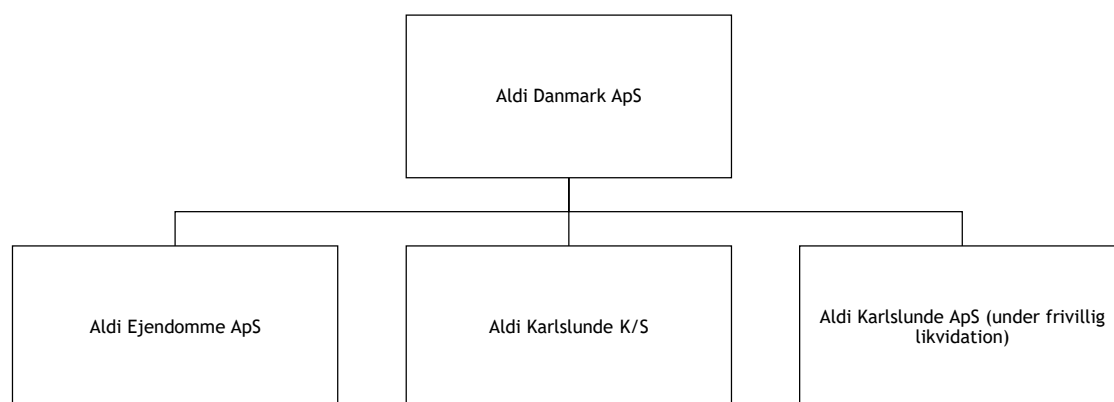 Aldi Danmark ApS
Aldi Ejendomme ApS
Aldi Karlslunde K/S
Aldi Karlslunde ApS (under frivillig
likvidation)